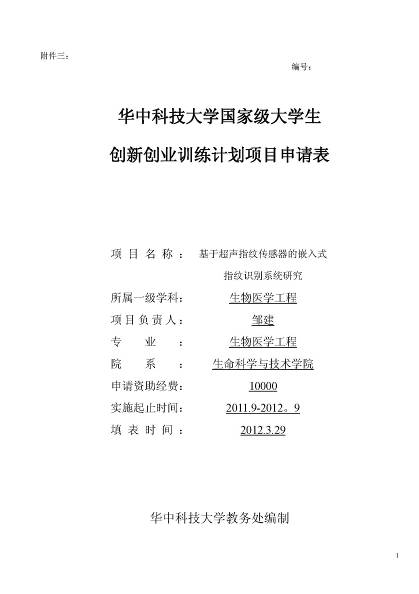 附件三：
编号：
华中科技大学国家级大学生
创新创业训练计划项目申请表
项 目 名 称 ： 基于超声指纹传感器的嵌入式
指纹识别系统研究
所属一级学科： 生物医学工程
项 目 负 责 人 ： 邹建
专 业 ： 生物医学工程
院 系 ： 生命科学与技术学院
申请资助经费： 10000
实施起止时间： 2011.9-2012。9
填 表 时 间 ： 2012.3.29
华中科技大学教务处编制
1